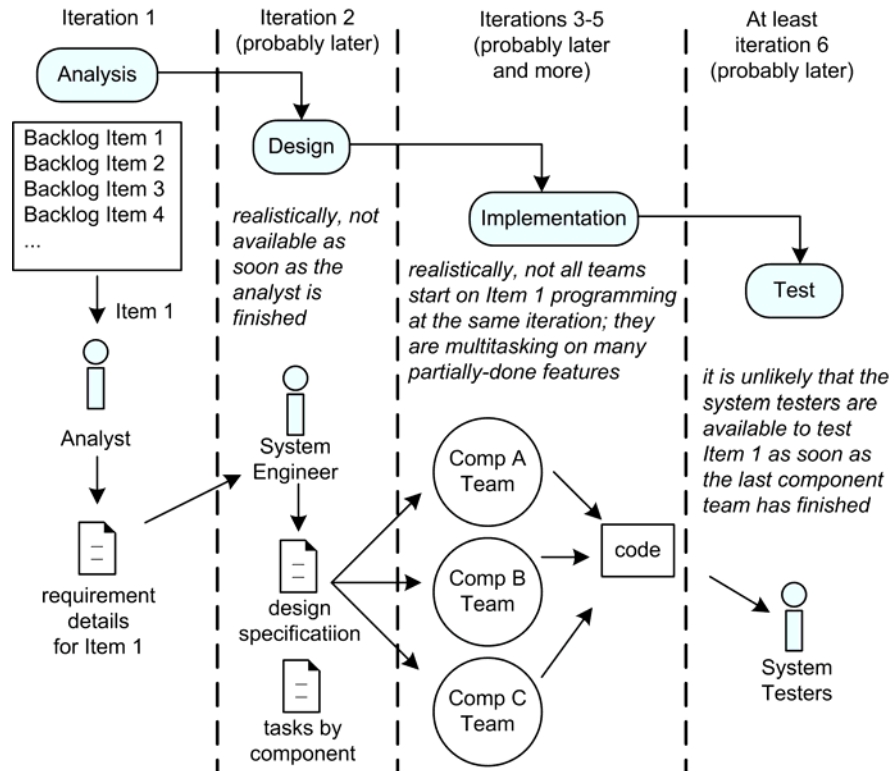 Iteration 1
Analysis
Backlog Item 1
Backlog Item 2
Backlog Item 3
Backlog Item 4
...
Item 1
Analyst
requirement
details
for Item 1
Iteration 2
(probably later)
Design
realistically, not
available as
soon as the
analyst is
finished
System
Engineer
design
specificatiion
tasks by
component
Iterations 3-5
(probably later
and more)
Implementation
realistically, not all teams
start on Item 1 programming
at the same iteration; they
are multitasking on many
partially-done features
Comp A
Team
Comp B
Team
Comp C
Team
code
At least
iteration 6
(probably later)
Test
it is unlikely that the
system testers are
available to test
Item 1 as soon as
the last component
team has finished
System
Testers